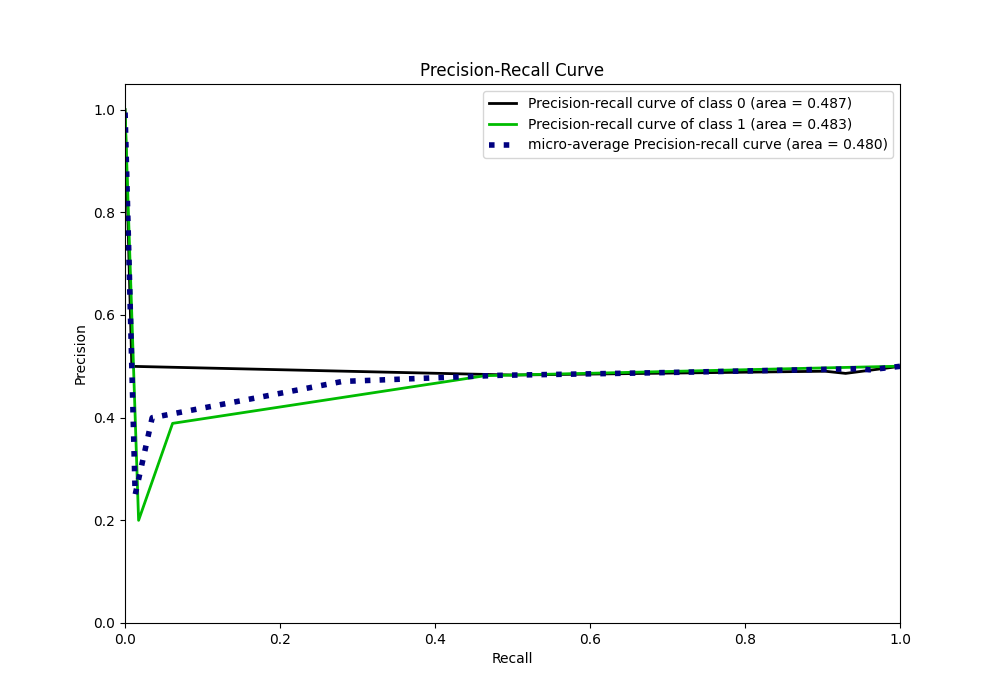 Precision-Recall Curve
Precision-recall curve of class 0 (area = 0.487)
Precision-recall curve of class 1 (area = 0.483)
micro-average Precision-recall curve (area = 0.480)
1.0
0.8
0.6
0.4
0.2
0.0
Precision
0.0 0.2 0.4 0.6 0.8 1.0
Recall